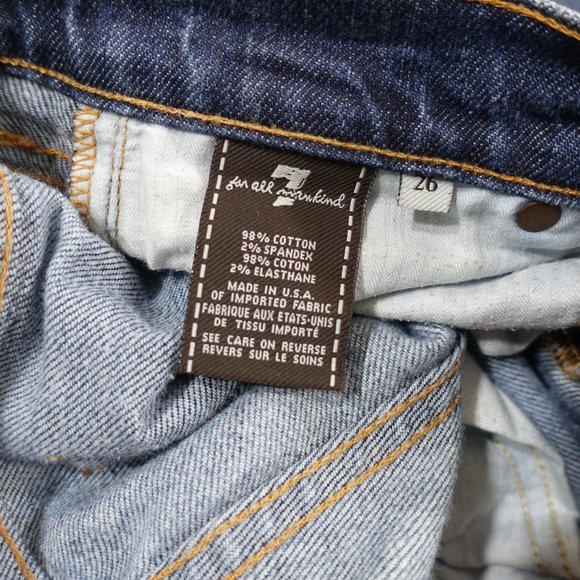 7
for all mankind
26
98% COTTON
2% SPANDEX
98% COTON
2% ELASTHANE
MADE IN U.S.A.
OF IMPORTED FABRIC
FABRIQUE AUX ETATS-UNIS
DE TISSU IMPORTÉ
SEE CARE ON REVERSE
REVERS SUR LE SOINS